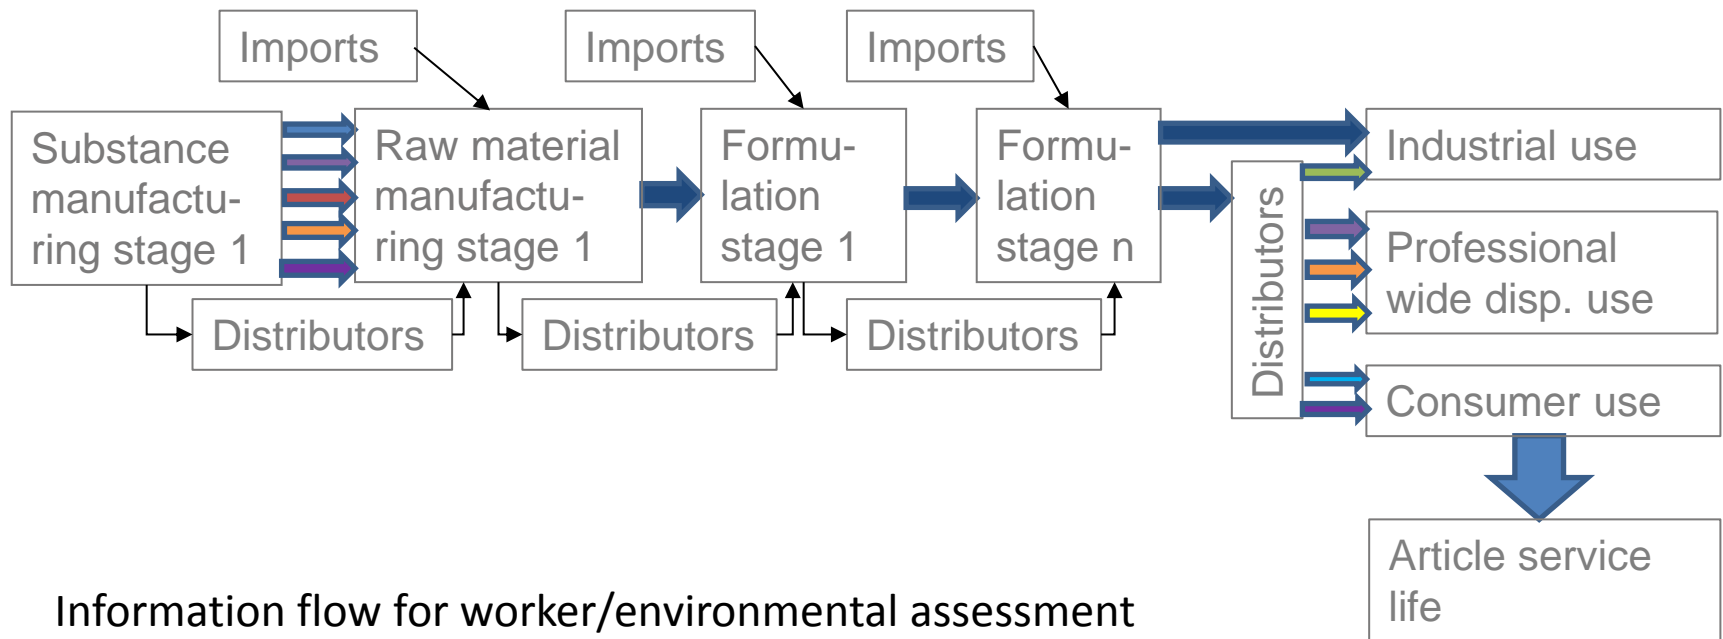 Imports
Imports
Imports
Substance
manufactu-
ring stage 1
Raw material
manufactu-
ring stage 1
Formu-
lation
stage 1
Formu-
lation
stage n
Industrial use
Professional
wide disp. use
Consumer use
Distributors
Distributors
Distributors
Distributors
Article service
life
Information flow for worker/environmental assessment